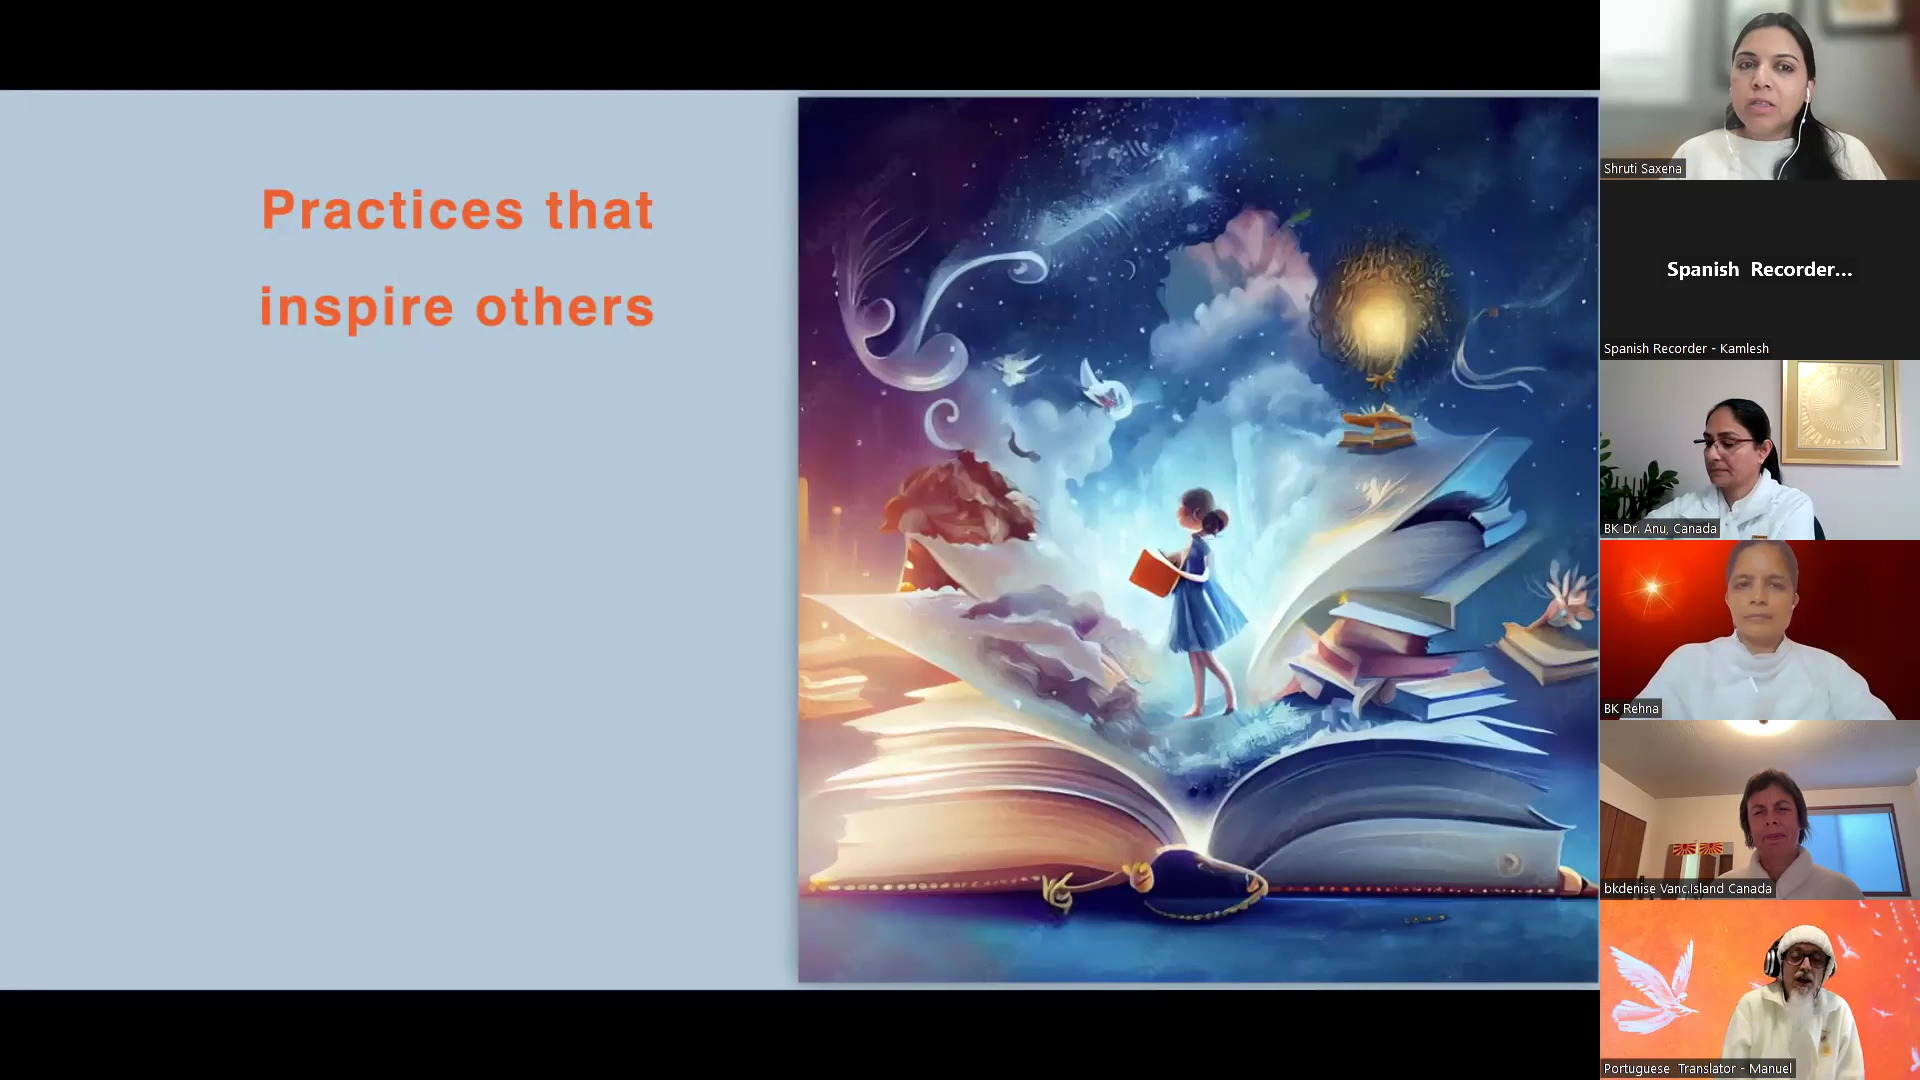 Practices that
inspire others
Shruti Saxena
Spanish Recorder...
Spanish Recorder - Kamlesh
BK Dr. Anu, Canada
BK Rehna
bkdenise Vanc.Island Canada
Portuguese Translator - Manuel